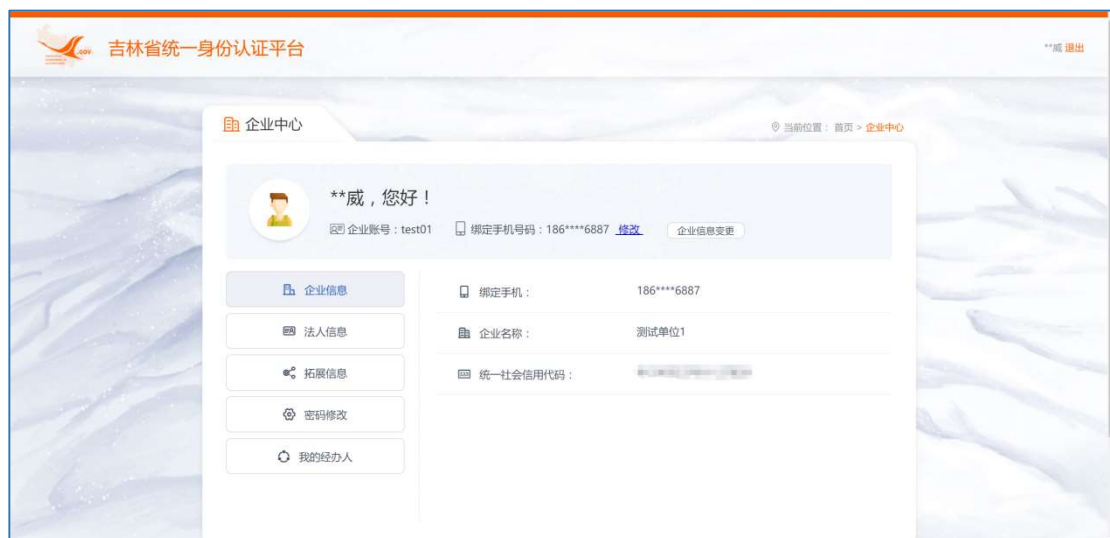 .GOV 吉林省统一身份认证平台
**威 退出
企业中心
当前位置：首页 > 企业中心
**威，您好！
企业账号：test01 绑定手机号码：186****6887 修改 企业信息变更
企业信息
法人信息
拓展信息
密码修改
我的经办人
绑定手机： 186****6887
企业名称： 测试单位1
统一社会信用代码：